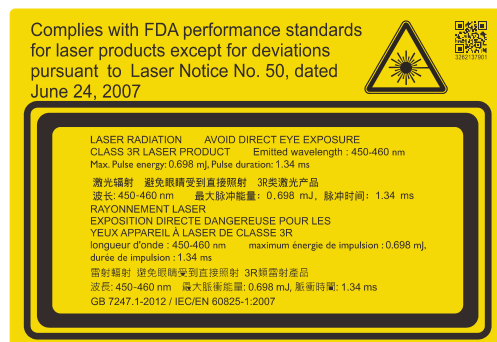 Complies with FDA performance standards
for laser products except for deviations
pursuant to Laser Notice No. 50, dated
June 24, 2007
3262137901
LASER RADIATION AVOID DIRECT EYE EXPOSURE
CLASS 3R LASER PRODUCT Emitted wavelength : 450-460 nm
Max. Pulse energy: 0.698 mJ, Pulse duration: 1.34 ms
激光辐射 避免眼睛受到直接照射 3R类激光产品
波长: 450-460 nm 最大脉冲能量: 0.698 mJ, 脉冲时间: 1.34 ms
RAYONNEMENT LASER
EXPOSITION DIRECTE DANGEREUSE POUR LES
YEUX APPAREIL À LASER DE CLASSE 3R
longueur d'onde : 450-460 nm maximum énergie de impulsion : 0.698 mJ,
durée de impulsion : 1.34 ms
雷射輻射 避免眼睛受到直接照射 3R類雷射產品
波長: 450-460 nm 最大脈衝能量: 0.698 mJ, 脈衝時間: 1.34 ms
GB 7247.1-2012 / IEC/EN 60825-1:2007